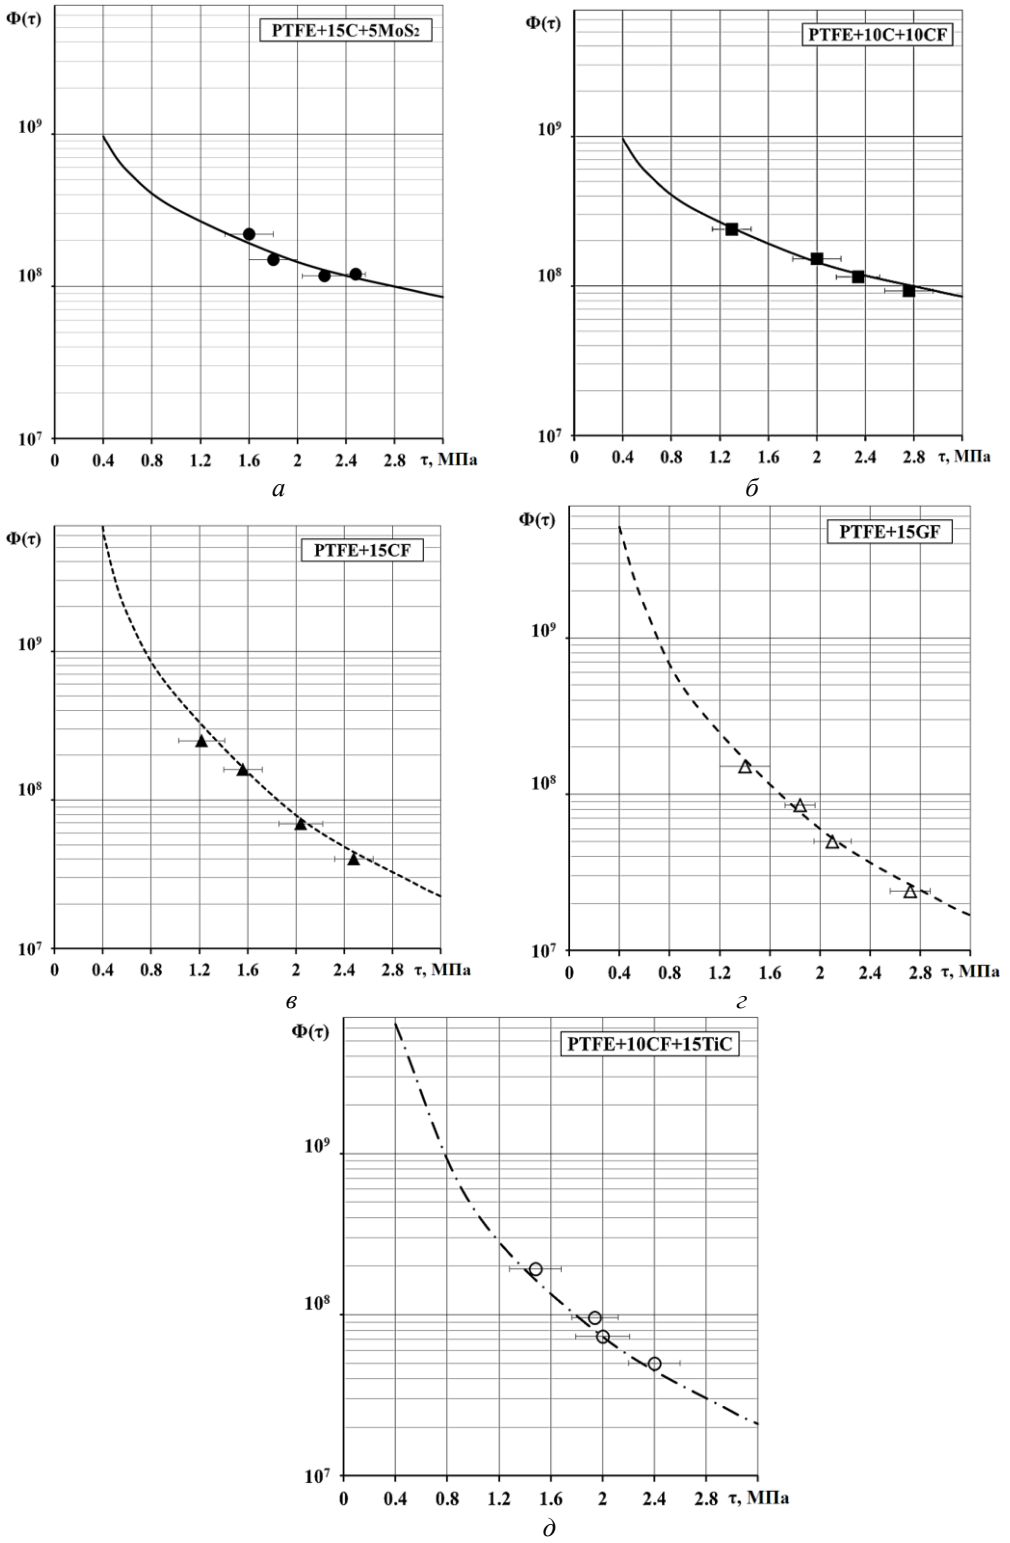 Φ(τ)
PTFE+15C+5MoS₂
10⁹
10⁸
10⁷
0 0.4 0.8 1.2 1.6 2 2.4 2.8 τ, МПа
а
Φ(τ)
PTFE+10C+10CF
10⁹
10⁸
10⁷
0 0.4 0.8 1.2 1.6 2 2.4 2.8 τ, МПа
б
Φ(τ)
PTFE+15CF
10⁹
10⁸
10⁷
0 0.4 0.8 1.2 1.6 2 2.4 2.8 τ, МПа
в
Φ(τ)
PTFE+15GF
10⁹
10⁸
10⁷
0 0.4 0.8 1.2 1.6 2 2.4 2.8 τ, МПа
г
Φ(τ)
PTFE+10CF+15TiC
10⁹
10⁸
10⁷
0 0.4 0.8 1.2 1.6 2 2.4 2.8 τ, МПа
д